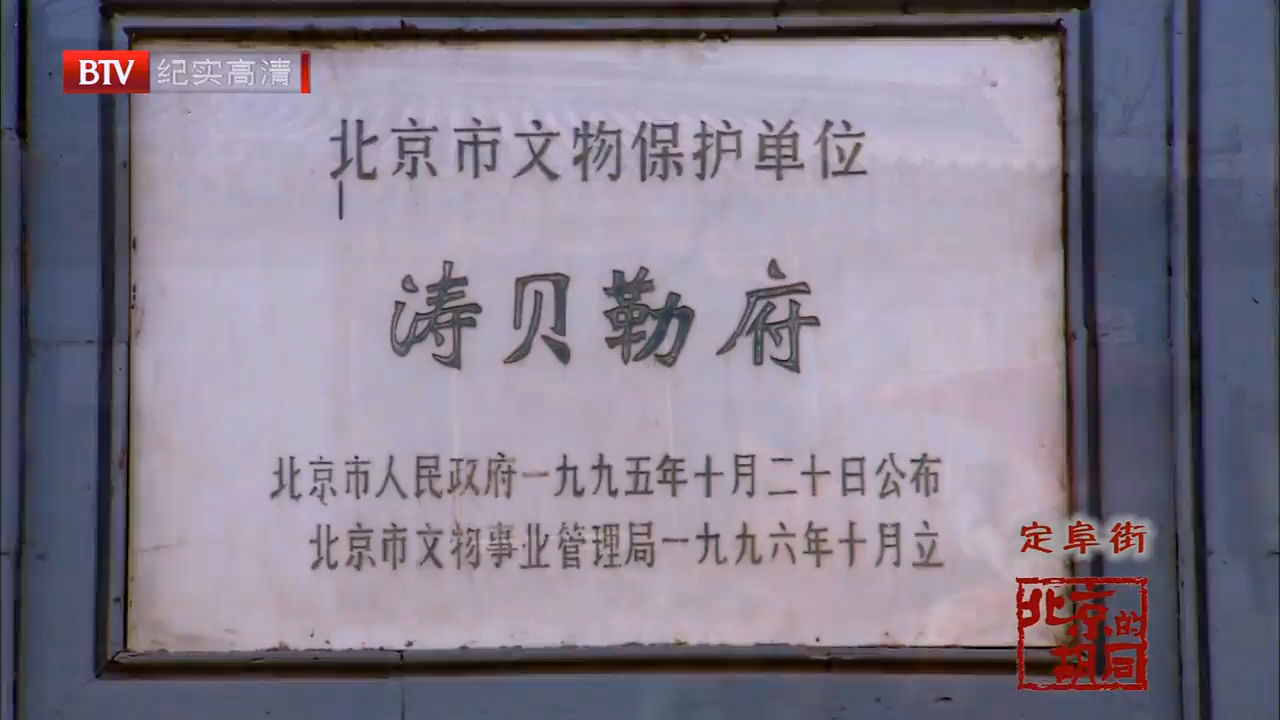 BTV 纪实高清
北京市文物保护单位
涛贝勒府
北京市人民政府一九九五年十月二十日公布
北京市文物事业管理局一九九六年十月立
定阜街
北京的
胡同